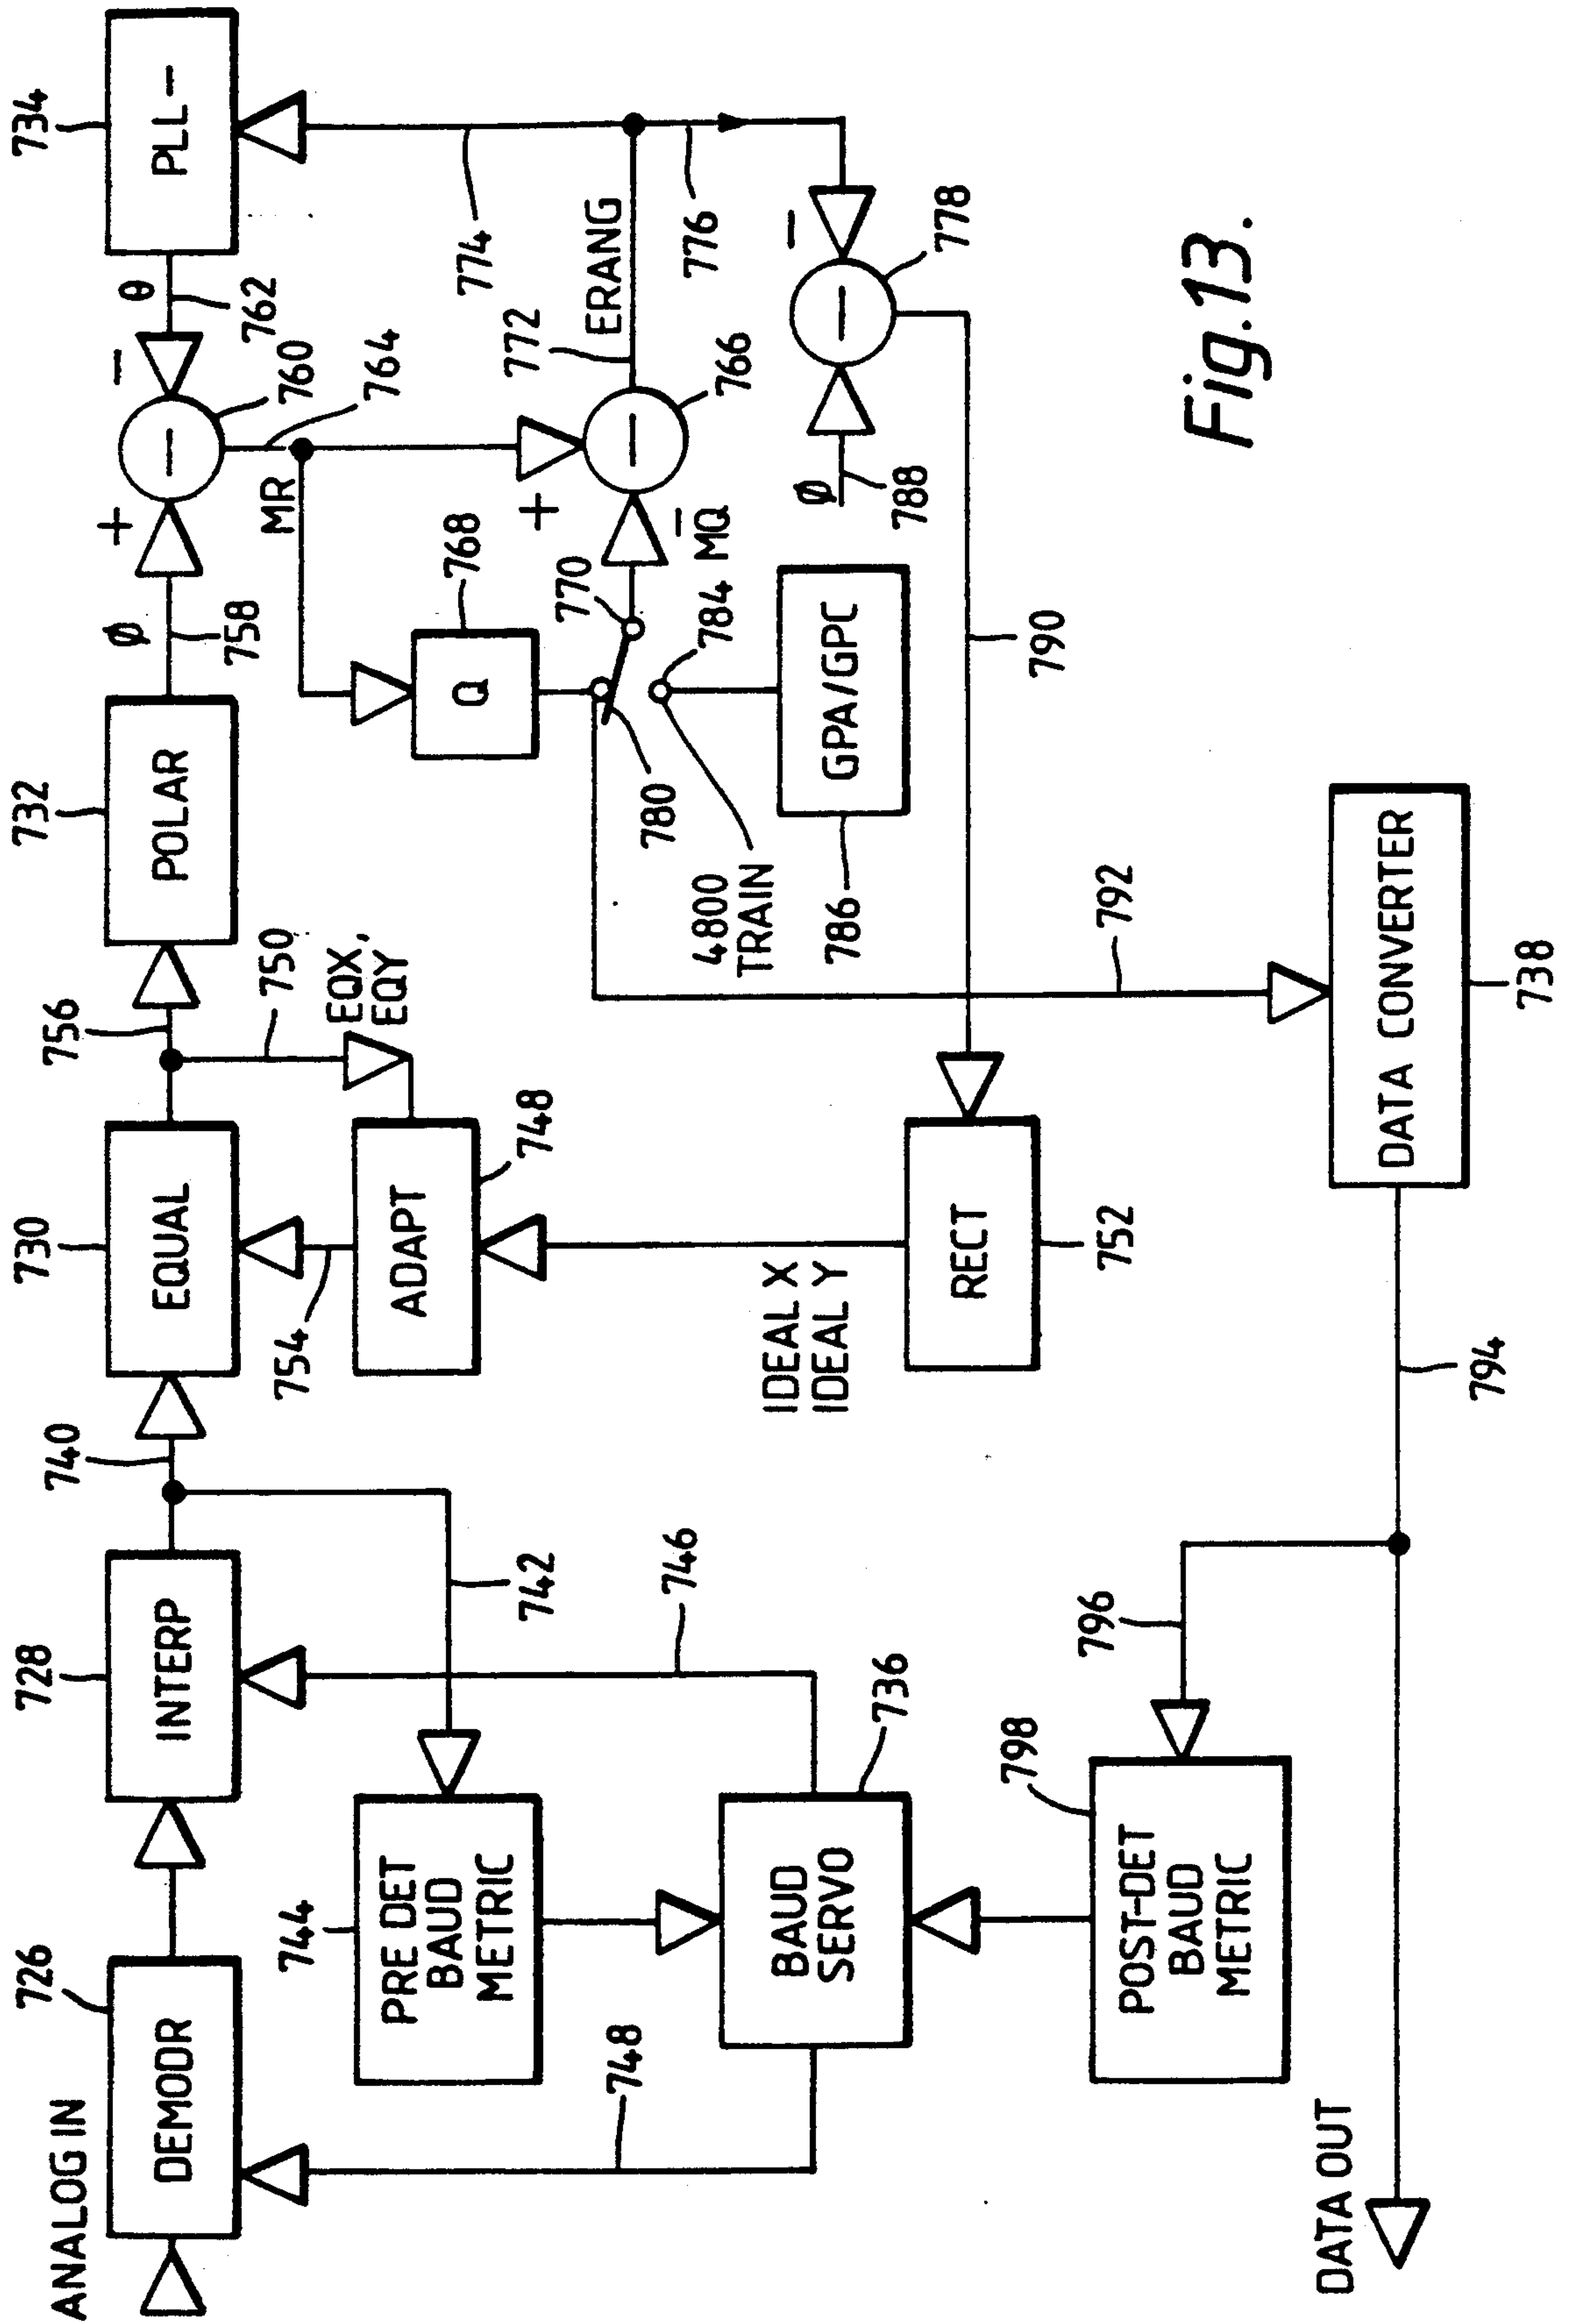 ANALOG IN
726
DEMODR
728
INTERP
740
730
EQUAL
756
732
POLAR
Ø
758
+
−
760
−
θ
762
734
PLL −
742
744
PRE DET
BAUD
METRIC
754
ADAPT
748
750
EQX,
EQY
MR
764
768
Q
770
+
−
MQ
766
−
772
ERANG
774
776
748
746
736
BAUD
SERVO
780
784
4800
TRAIN
786
GPA/GPC
Ø
788
−
−
778
IDEAL X
IDEAL Y
RECT
752
790
792
798
POST-DET
BAUD
METRIC
796
794
DATA CONVERTER
738
DATA OUT
Fig.13.